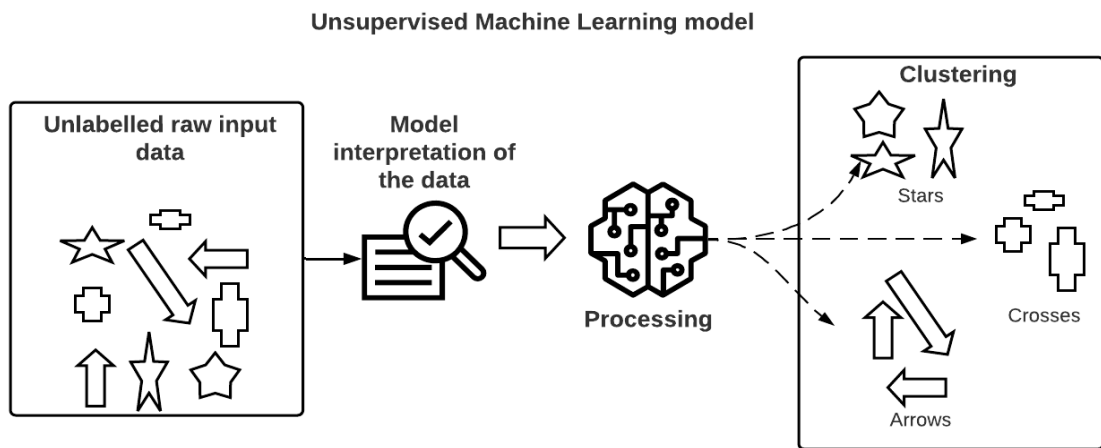 Unsupervised Machine Learning model
Unlabelled raw input
data
Model
interpretation of
the data
Processing
Clustering
Stars
Crosses
Arrows